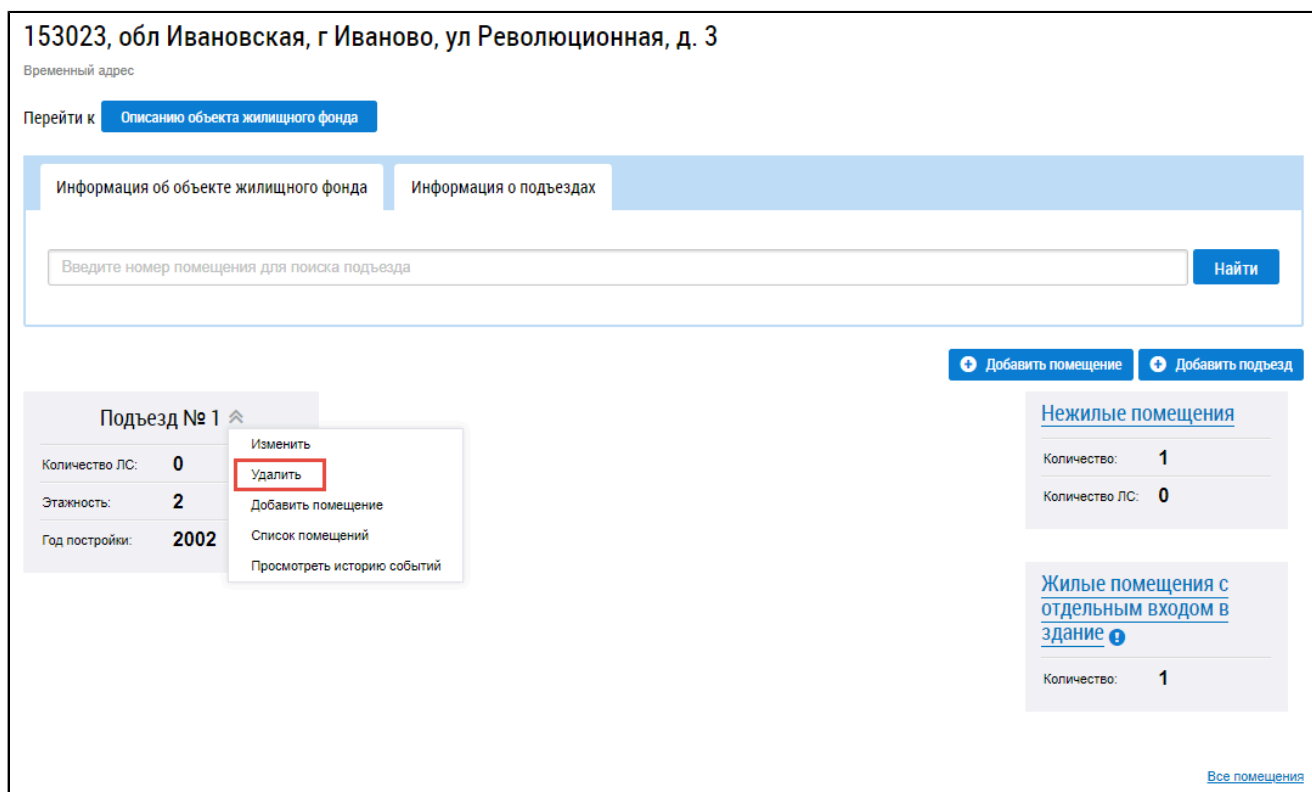 153023, обл Ивановская, г Иваново, ул Революционная, д. 3
Временный адрес
Перейти к Описанию объекта жилищного фонда
Информация об объекте жилищного фонда Информация о подъездах
Введите номер помещения для поиска подъезда Найти
Добавить помещение Добавить подъезд
Подъезд № 1
Количество ЛС: 0
Этажность: 2
Год постройки: 2002
Изменить
Удалить
Добавить помещение
Список помещений
Просмотреть историю событий
Нежилые помещения
Количество: 1
Количество ЛС: 0
Жилые помещения с
отдельным входом в
здание
Количество: 1
Все помещения